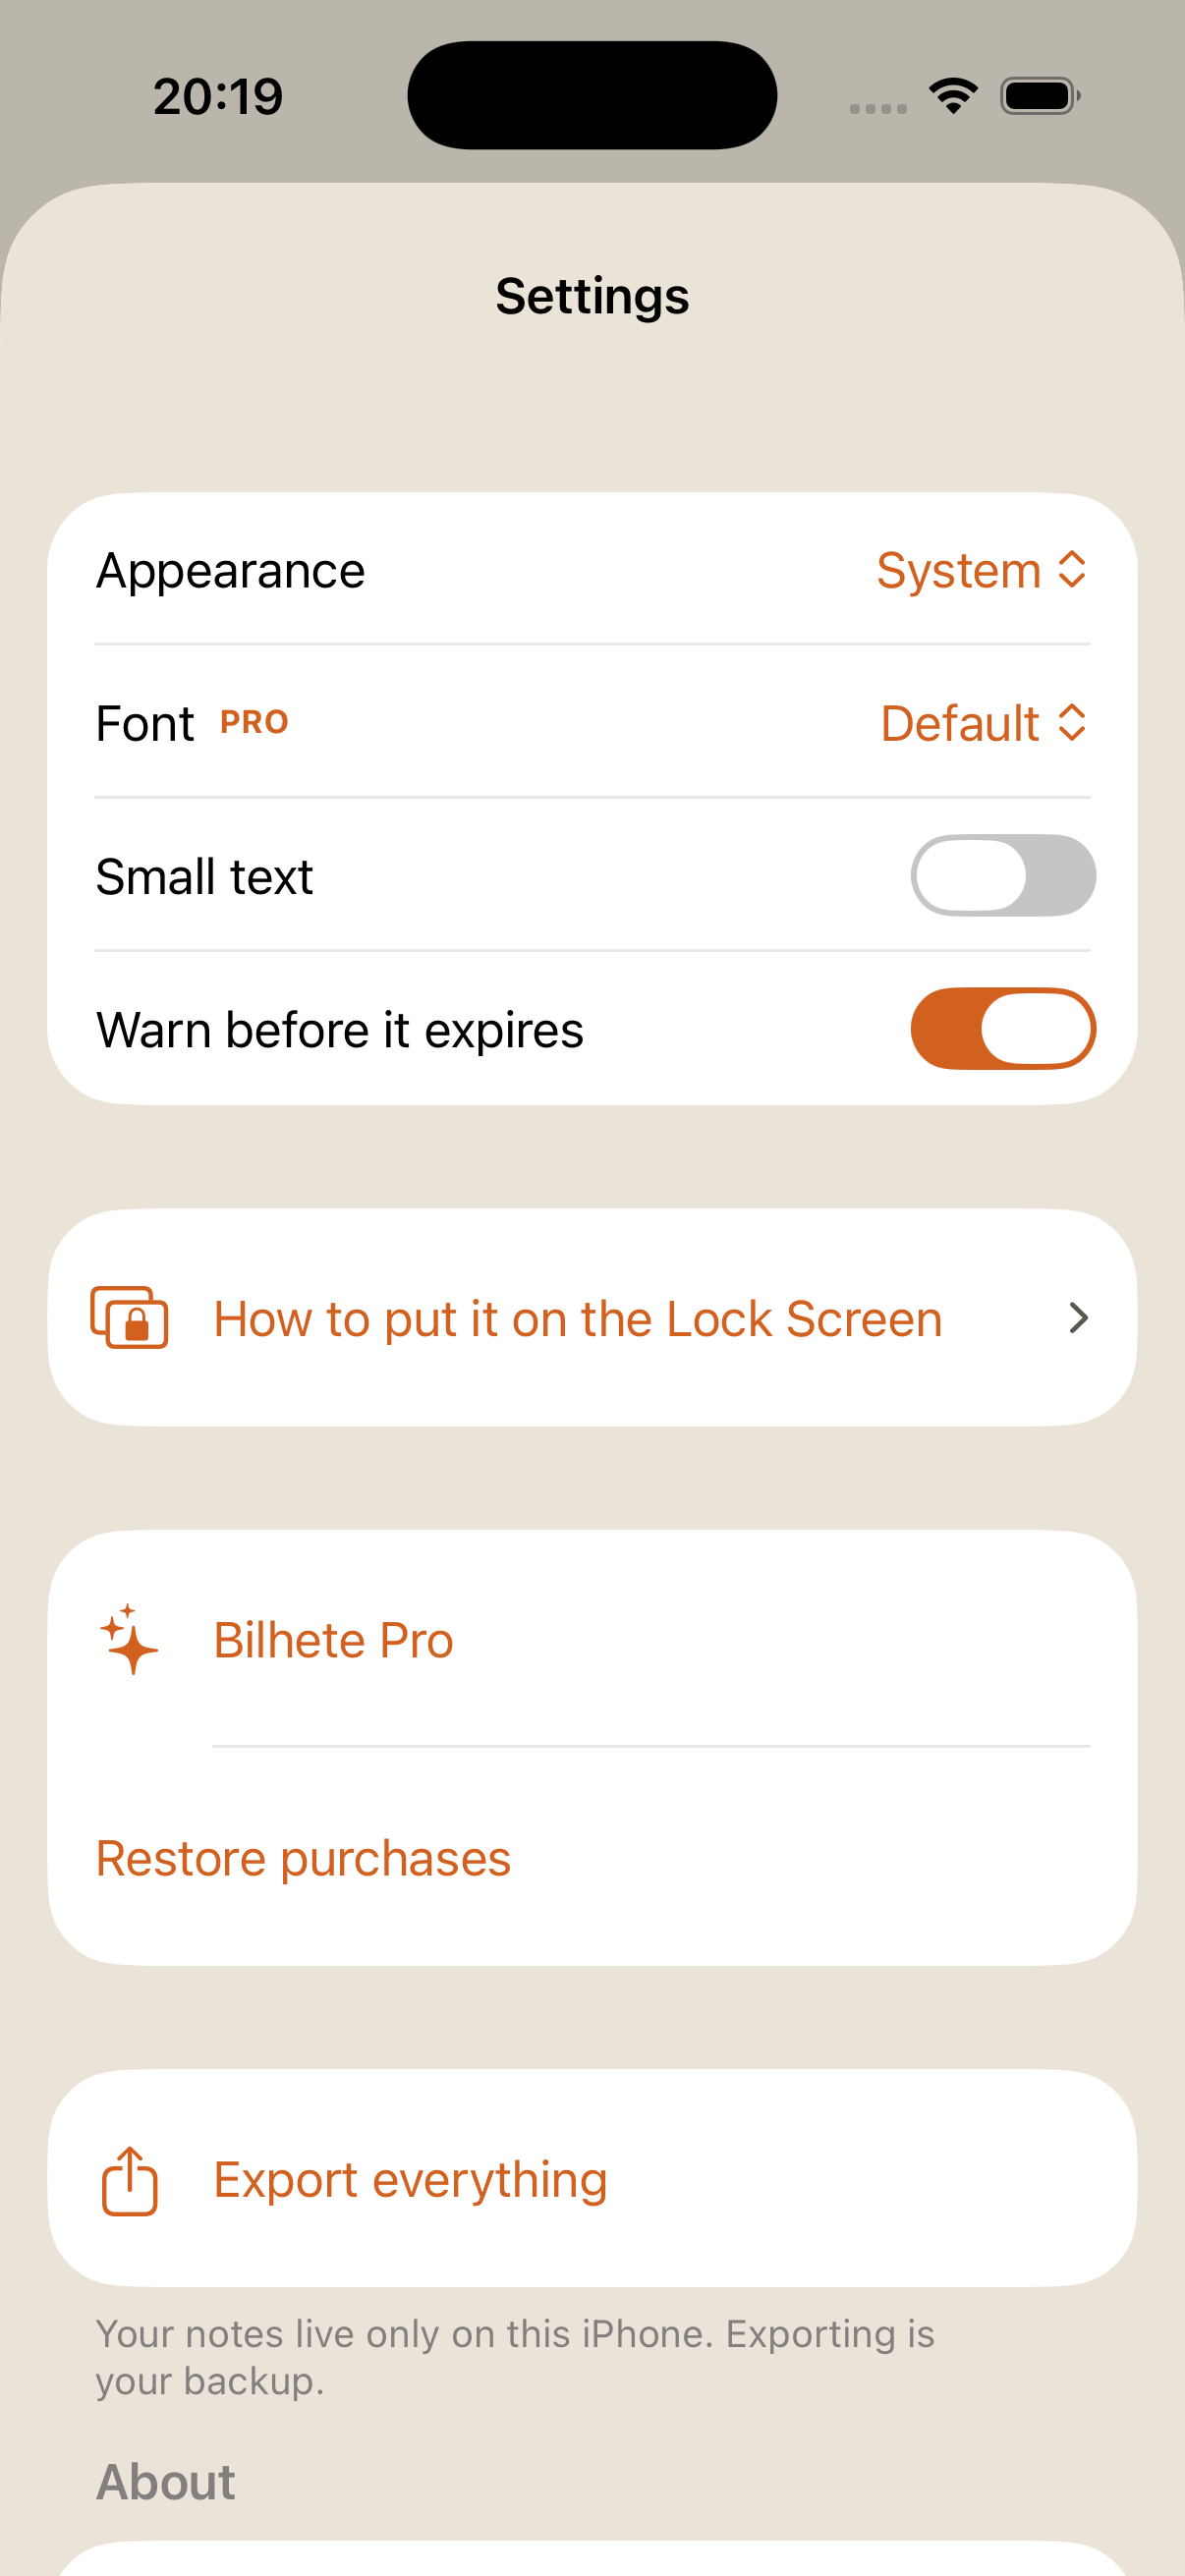 20:19
Settings
Appearance
System
Font PRO
Default
Small text
Warn before it expires
How to put it on the Lock Screen
Bilhete Pro
Restore purchases
Export everything
Your notes live only on this iPhone. Exporting is
your backup.
About